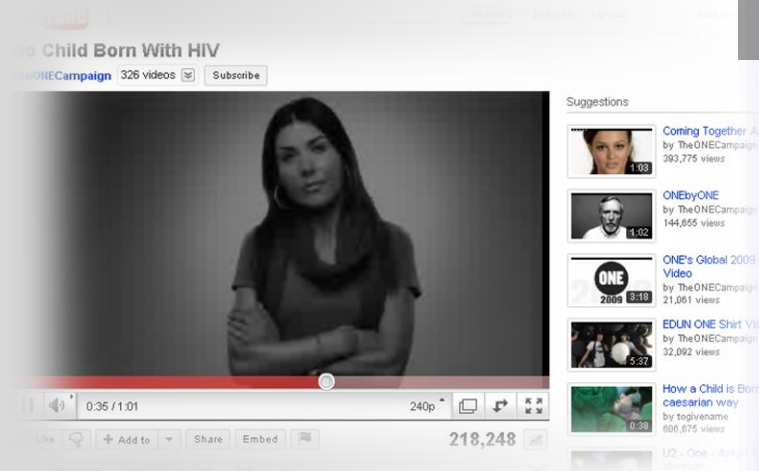 Child Born With HIV
TheONECampaign 326 videos Subscribe
Suggestions
Coming Together
by TheONECampaign
393,775 views
1:03
ONEbyONE
by TheONECampaign
144,655 views
1:02
ONE's Global 2009
Video
by TheONECampaign
21,061 views
ONE
2009 3:18
EDUN ONE Shirt
by TheONECampaign
32,092 views
5:37
How a Child is Born
caesarian way
by togivename
606,675 views
0:38
U2 - One -
0:35 / 1:01 240p
Like Add to Share Embed 218,248